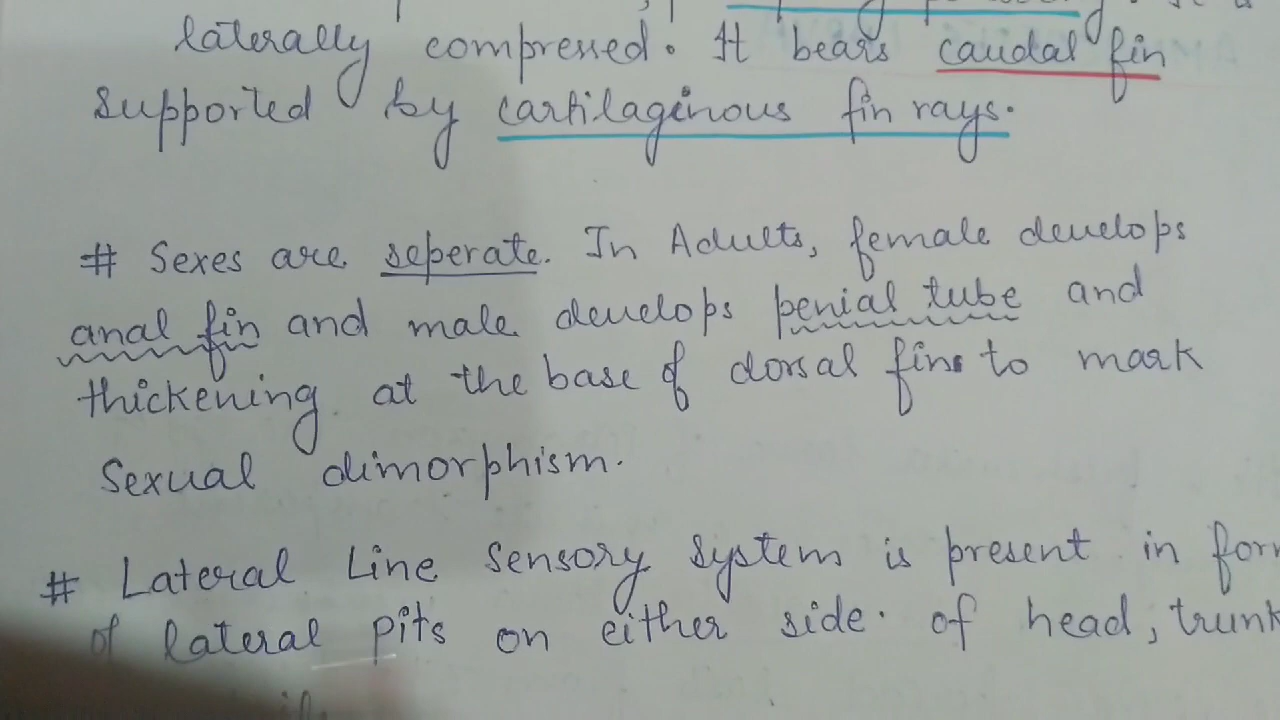 laterally compressed. It bears caudal fin
supported by cartilaginous fin rays.
# Sexes are seperate. In Adults, female develops
anal fin and male develops penial tube and
thickening at the base of dorsal fins to mark
Sexual dimorphism.
# Lateral Line Sensory system is present in form
of lateral pits on either side of head, trunk